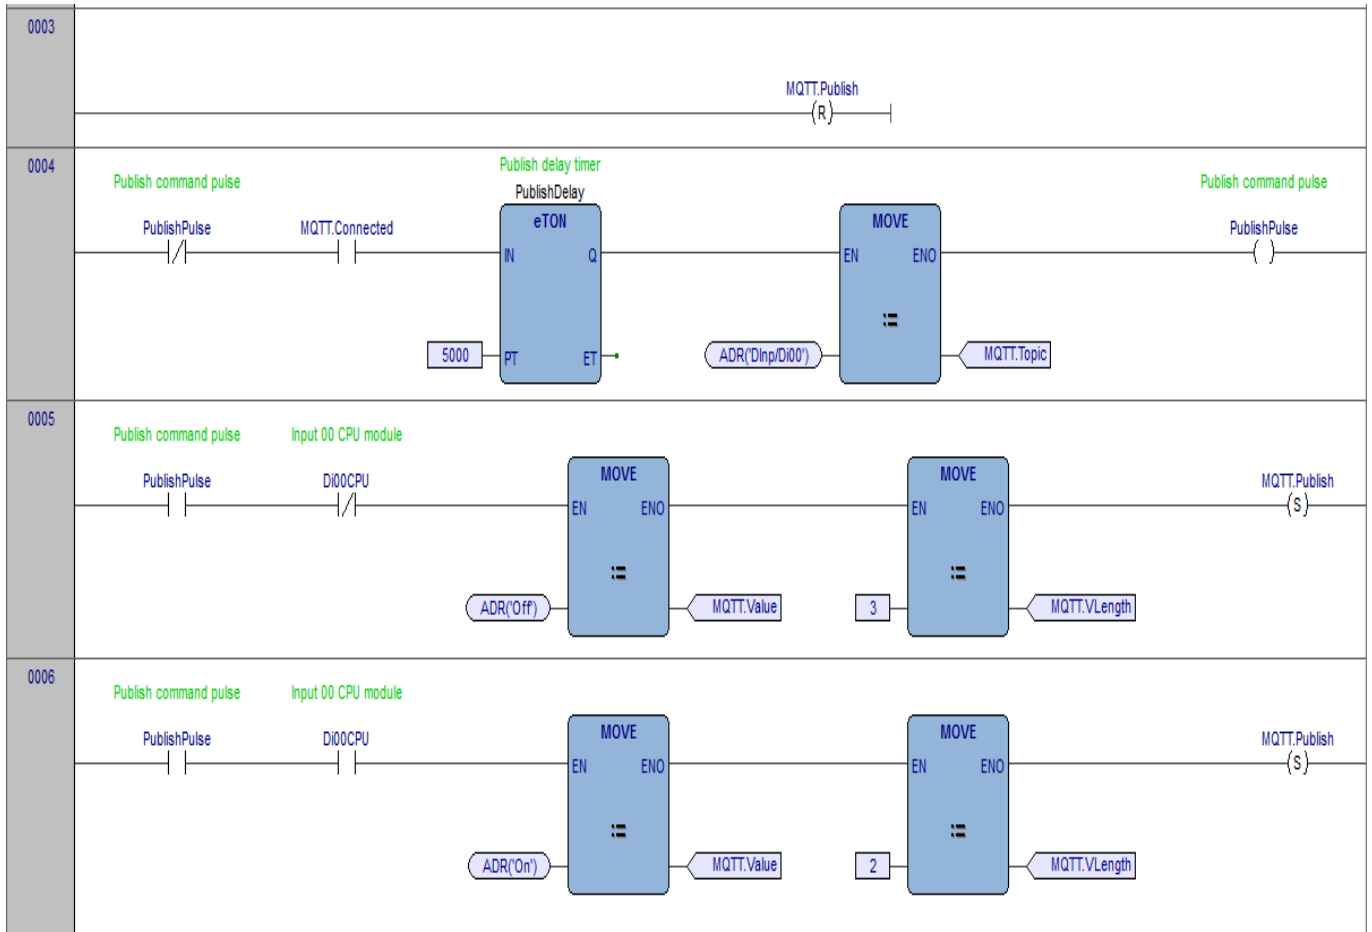 0003
MQTT.Publish
(R)
0004
Publish delay timer
Publish command pulse
Publish command pulse
PublishDelay
PublishPulse
MQTT.Connected
eTON
MOVE
PublishPulse
IN Q
EN ENO
( )
:=
5000
PT ET
ADR('DInp/Di00')
MQTT.Topic
0005
Publish command pulse
Input 00 CPU module
PublishPulse
Di00CPU
MOVE
MOVE
MQTT.Publish
EN ENO
EN ENO
(S)
:=
:=
ADR('Off')
MQTT.Value
3
MQTT.VLength
0006
Publish command pulse
Input 00 CPU module
PublishPulse
Di00CPU
MOVE
MOVE
MQTT.Publish
EN ENO
EN ENO
(S)
:=
:=
ADR('On')
MQTT.Value
2
MQTT.VLength